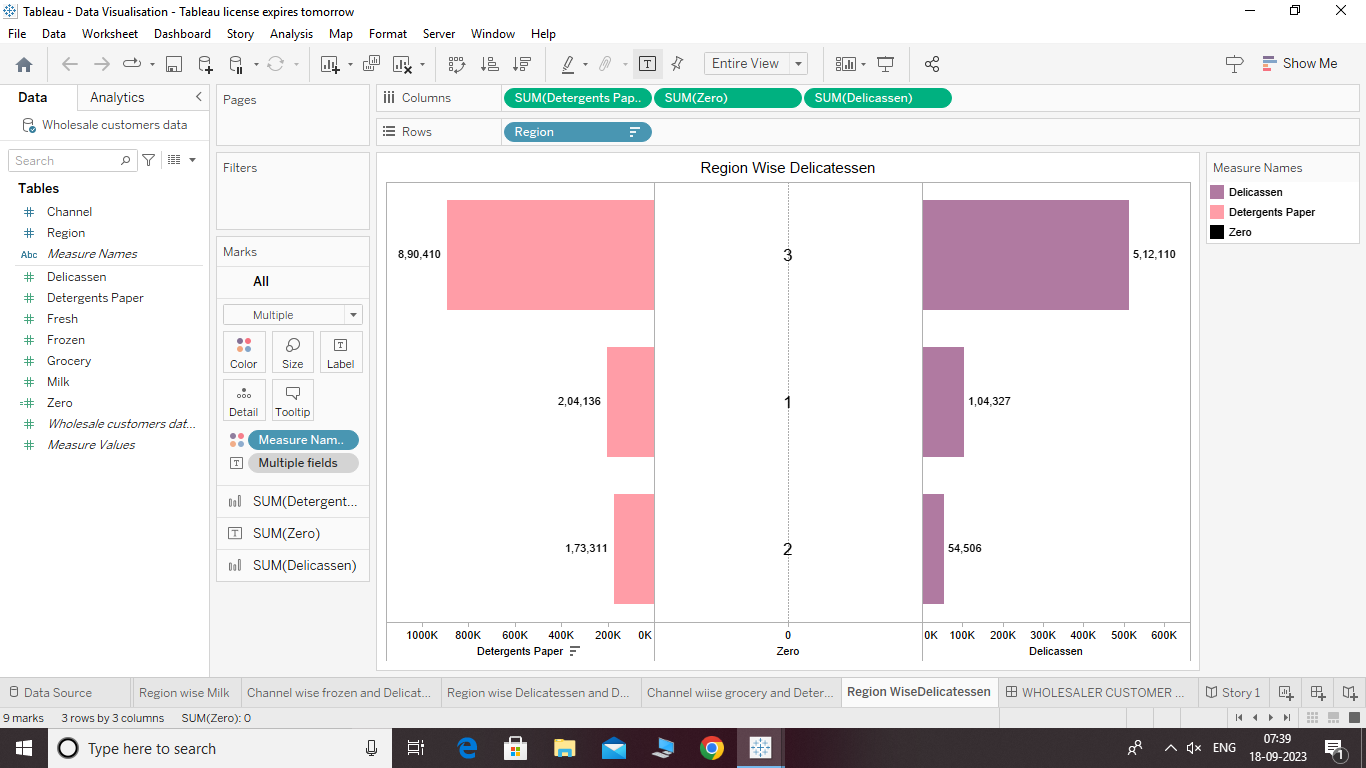 Tableau - Data Visualisation - Tableau license expires tomorrow
File Data Worksheet Dashboard Story Analysis Map Format Server Window Help
Entire View
Show Me
Data Analytics
Wholesale customers data
Search
Tables
Channel
Region
Abc Measure Names
Delicassen
Detergents Paper
Fresh
Frozen
Grocery
Milk
Zero
Wholesale customers dat...
Measure Values
Pages
Filters
Marks
All
Multiple
Color Size Label
Detail Tooltip
Measure Nam..
Multiple fields
SUM(Detergent...
SUM(Zero)
SUM(Delicassen)
Columns SUM(Detergents Pap.. SUM(Zero) SUM(Delicassen)
Rows Region
Region Wise Delicatessen
8,90,410 3 5,12,110
2,04,136 1 1,04,327
1,73,311 2 54,506
1000K 800K 600K 400K 200K 0K 0 0K 100K 200K 300K 400K 500K 600K
Detergents Paper Zero Delicassen
Measure Names
Delicassen
Detergents Paper
Zero
Data Source Region wise Milk Channel wise frozen and Delicat... Region wise Delicatessen and D... Channel wiise grocery and Deter... Region WiseDelicatessen WHOLESALER CUSTOMER ... Story 1
9 marks 3 rows by 3 columns SUM(Zero): 0
Type here to search
ENG
07:39
18-09-2023
1